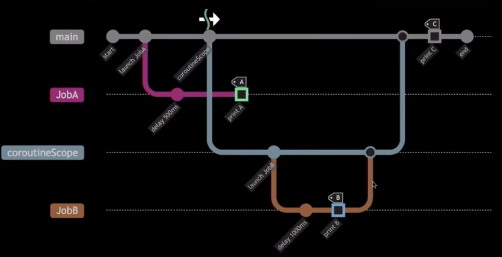 main
start
launch JobA
coroutineScope
C
print C
end
JobA
delay 500ms
A
print A
coroutineScope
launch JobB
JobB
delay 1000ms
B
print B